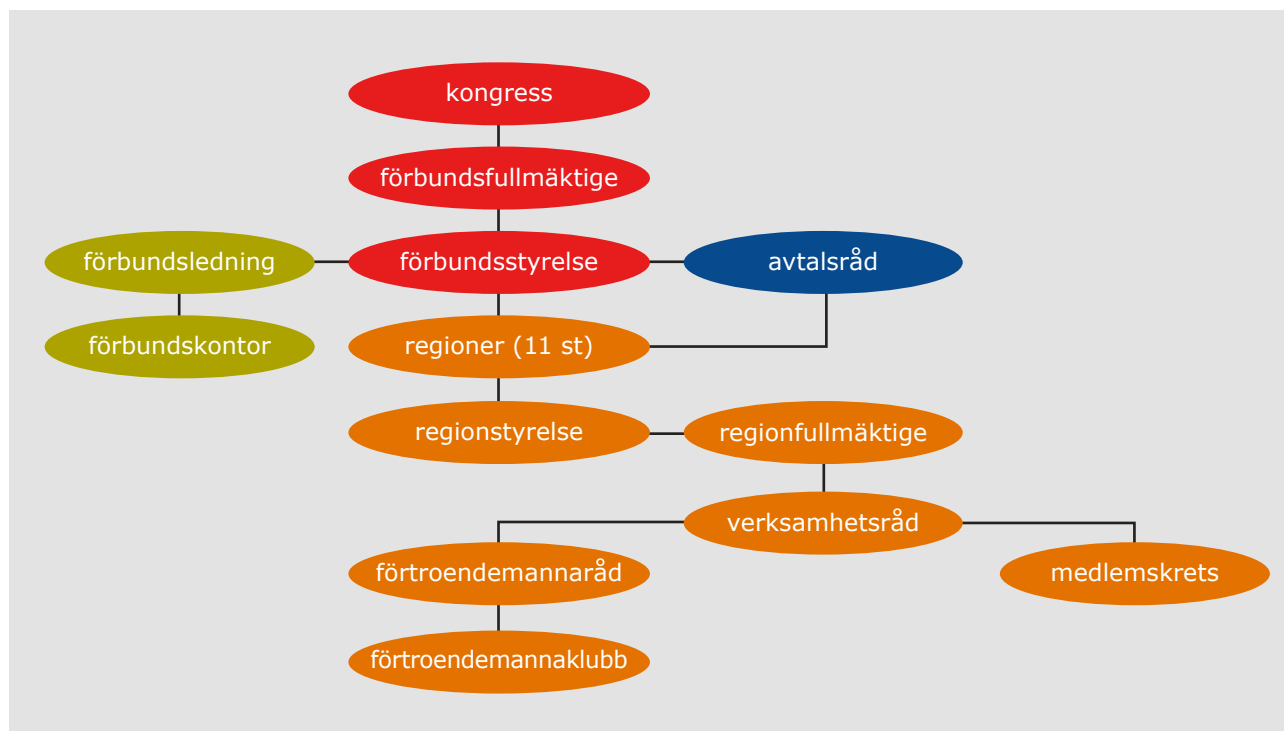 kongress
förbundsfullmäktige
förbundsledning
förbundsstyrelse
avtalsråd
förbundskontor
regioner (11 st)
regionstyrelse
regionfullmäktige
verksamhetsråd
förtroendemannaråd
medlemskrets
förtroendemannaklubb